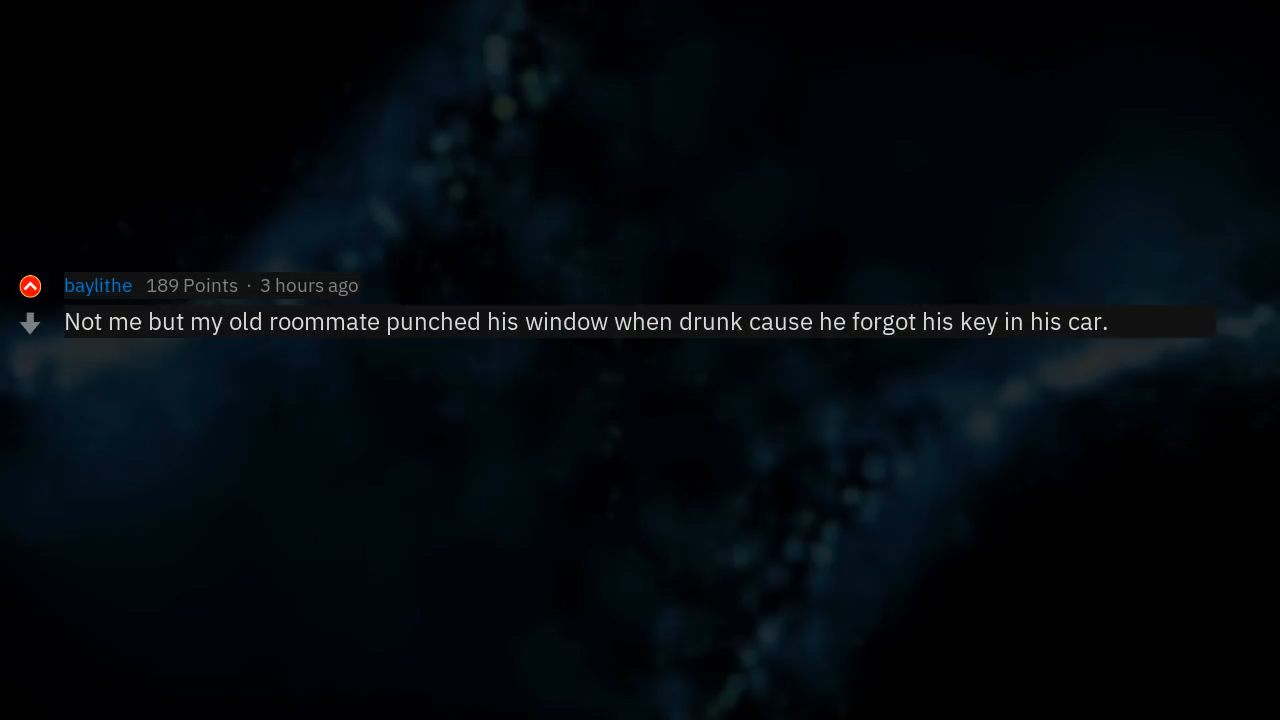 baylithe 189 Points · 3 hours ago
Not me but my old roommate punched his window when drunk cause he forgot his key in his car.